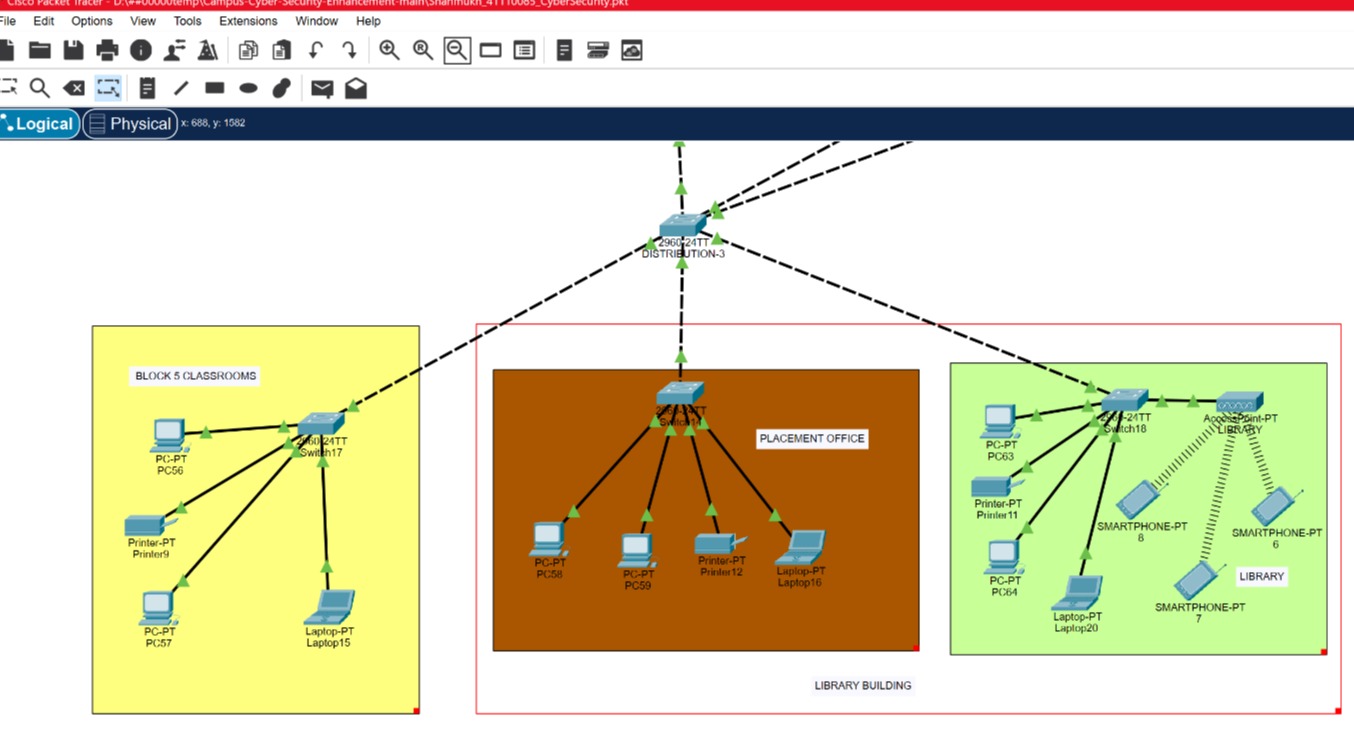 Cisco Packet Tracer - D:\##00000temp\Campus-Cyber-Security-Enhancement-main\Shanmukh_41110085_CyberSecurity.pkt
File Edit Options View Tools Extensions Window Help
Logical Physical x: 688, y: 1582
2960-24TT
DISTRIBUTION-3
BLOCK 5 CLASSROOMS
2960-24TT
Switch17
PC-PT
PC56
Printer-PT
Printer9
PC-PT
PC57
Laptop-PT
Laptop15
2960-24TT
Switch14
PLACEMENT OFFICE
PC-PT
PC58
PC-PT
PC59
Printer-PT
Printer12
Laptop-PT
Laptop16
2960-24TT
Switch18
Access Point-PT
LIBRARY
PC-PT
PC63
Printer-PT
Printer11
SMARTPHONE-PT
8
SMARTPHONE-PT
6
PC-PT
PC64
LIBRARY
SMARTPHONE-PT
7
Laptop-PT
Laptop20
LIBRARY BUILDING